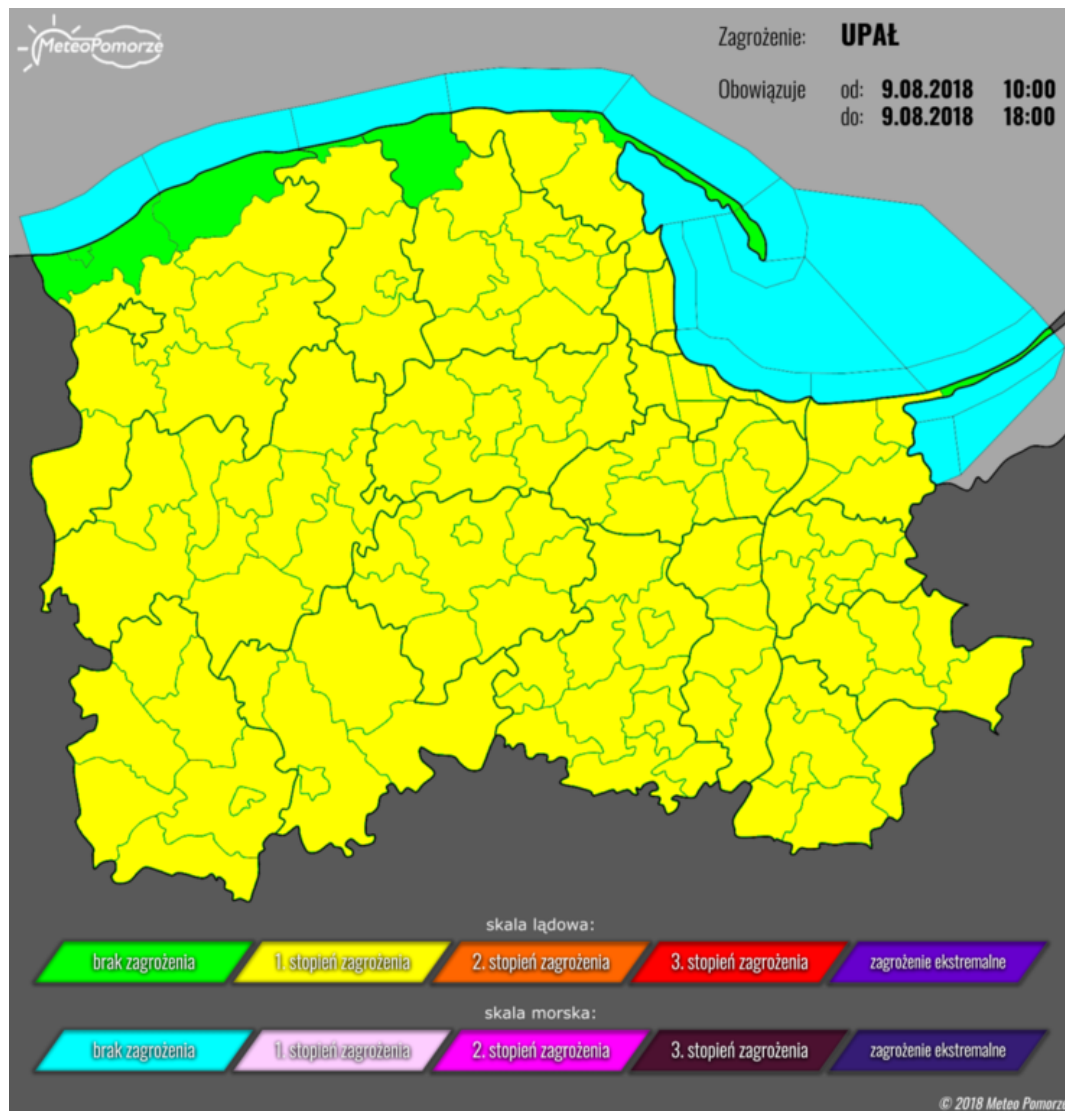 MeteoPomorze
Zagrożenie: UPAŁ
Obowiązuje od: 9.08.2018 10:00
do: 9.08.2018 18:00
skala lądowa:
brak zagrożenia 1. stopień zagrożenia 2. stopień zagrożenia 3. stopień zagrożenia zagrożenie ekstremalne
skala morska:
brak zagrożenia 1. stopień zagrożenia 2. stopień zagrożenia 3. stopień zagrożenia zagrożenie ekstremalne
© 2018 Meteo Pomorze